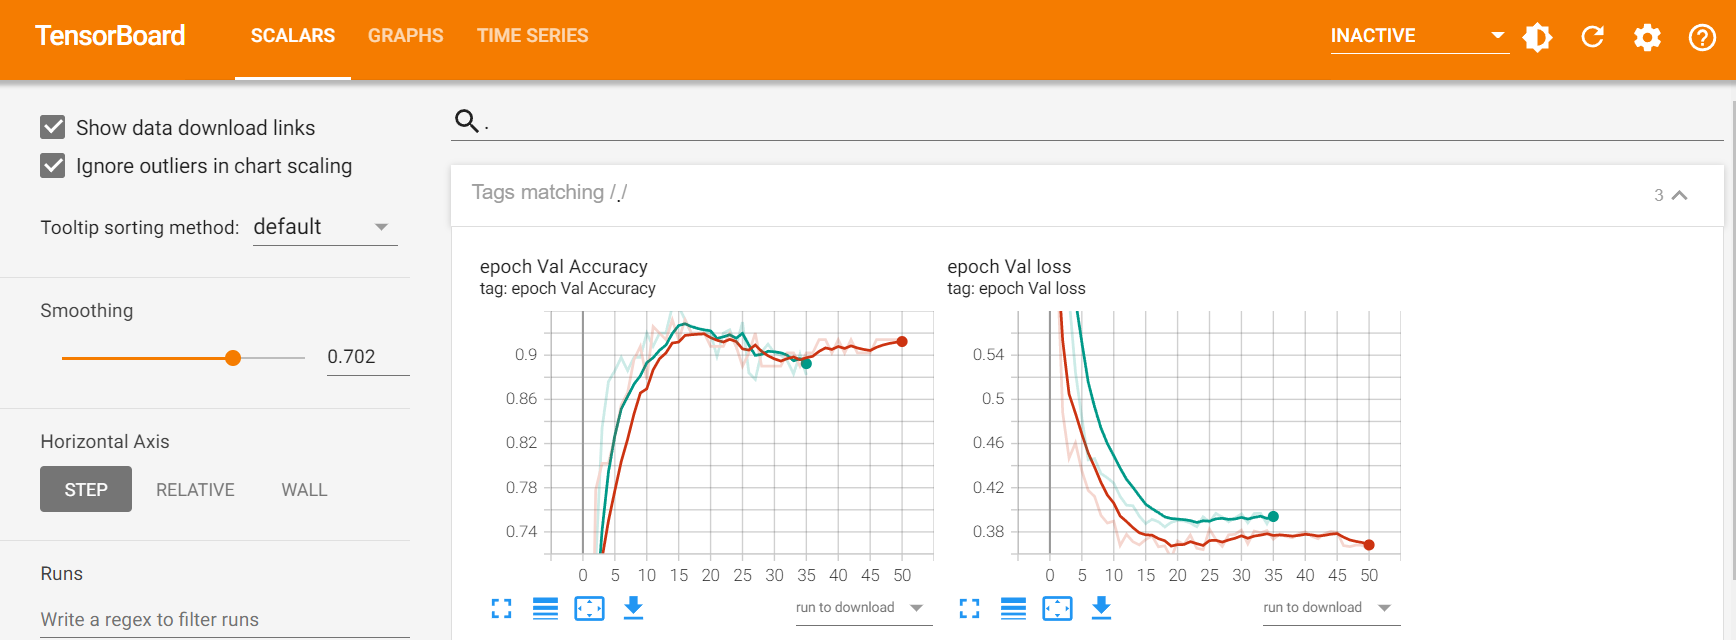 TensorBoard SCALARS GRAPHS TIME SERIES INACTIVE
Show data download links
Ignore outliers in chart scaling
Tooltip sorting method: default
Smoothing
0.702
Horizontal Axis
STEP RELATIVE WALL
Runs
Write a regex to filter runs
.
Tags matching /./ 3
epoch Val Accuracy
tag: epoch Val Accuracy
0.9
0.86
0.82
0.78
0.74
0 5 10 15 20 25 30 35 40 45 50
run to download
epoch Val loss
tag: epoch Val loss
0.54
0.5
0.46
0.42
0.38
0 5 10 15 20 25 30 35 40 45 50
run to download